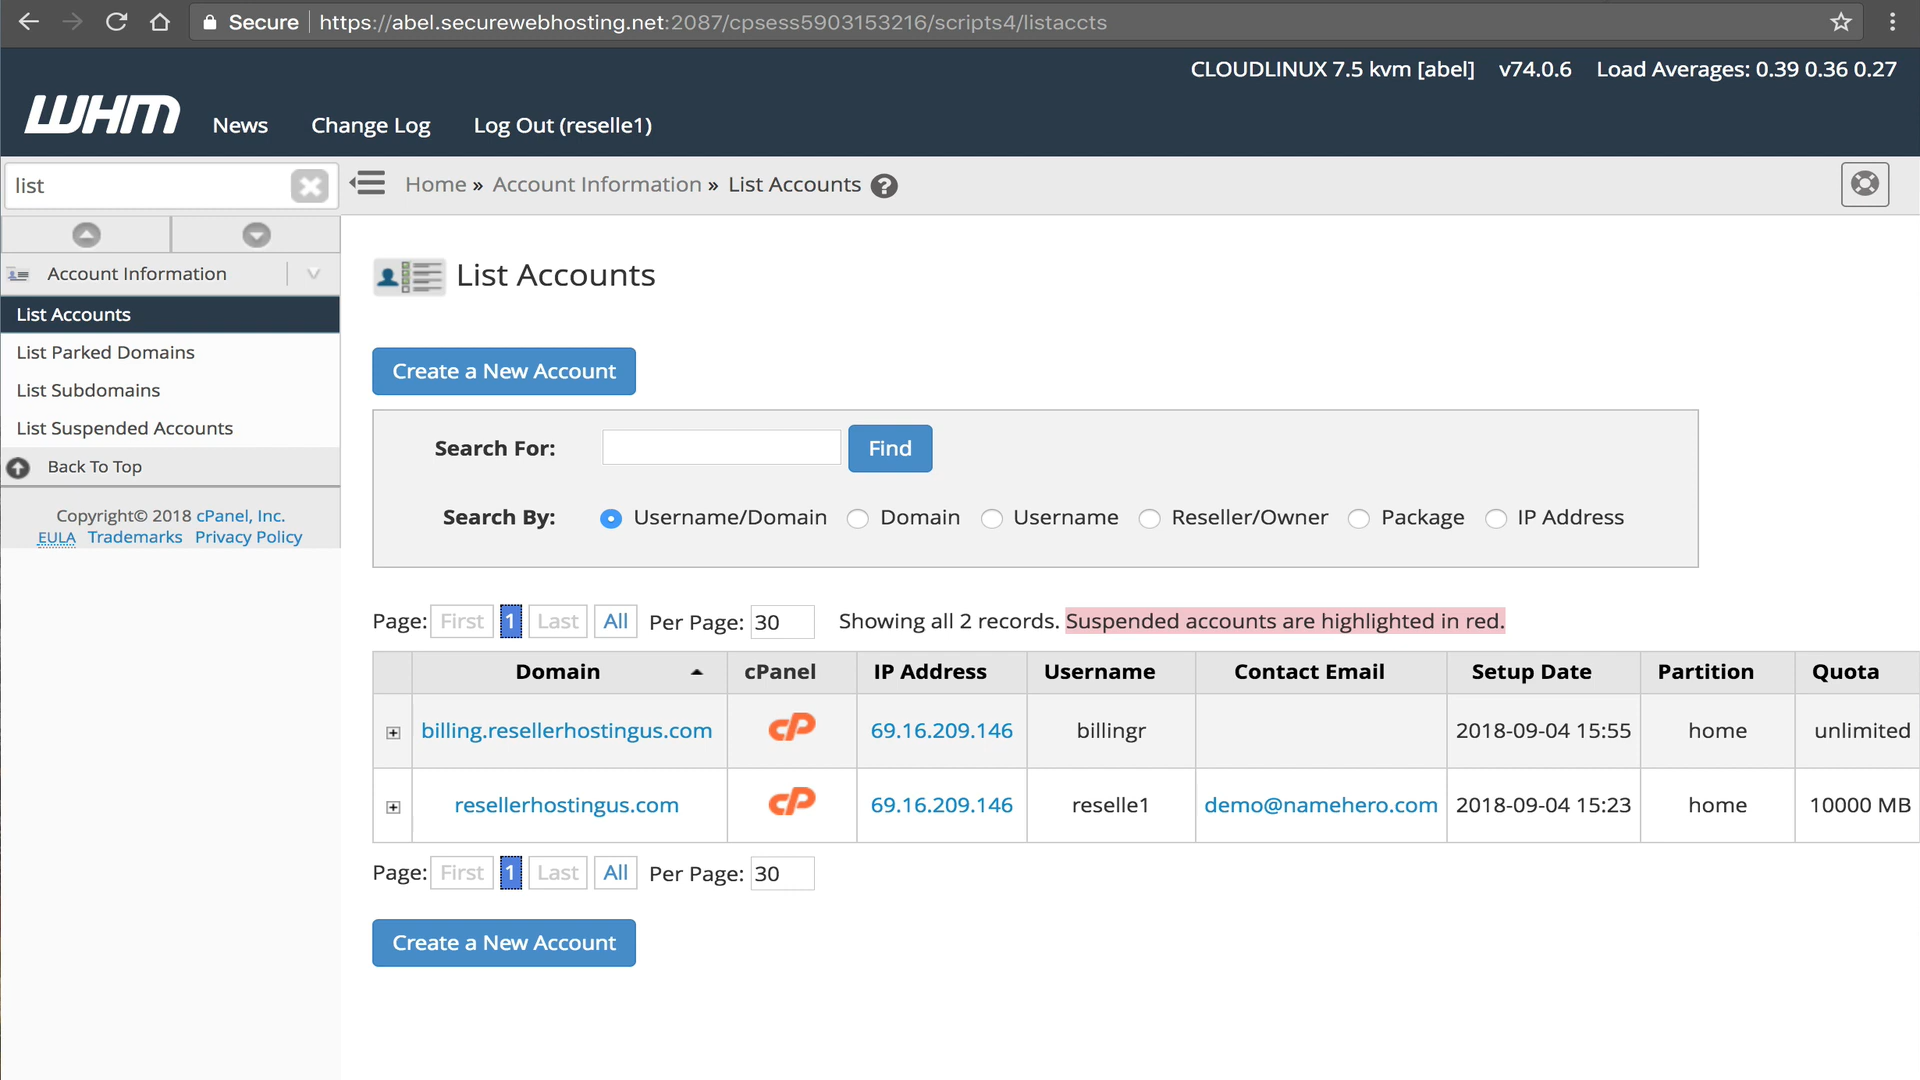 Secure https://abel.securewebhosting.net:2087/cpsess5903153216/scripts4/listaccts
CLOUDLINUX 7.5 kvm [abel] v74.0.6 Load Averages: 0.39 0.36 0.27
WHM News Change Log Log Out (reselle1)
list
Home » Account Information » List Accounts ?
Account Information
List Accounts
List Parked Domains
List Subdomains
List Suspended Accounts
Back To Top
Copyright© 2018 cPanel, Inc.
EULA Trademarks Privacy Policy
List Accounts
Create a New Account
Search For: Find
Search By: Username/Domain Domain Username Reseller/Owner Package IP Address
Page: First 1 Last All Per Page: 30 Showing all 2 records. Suspended accounts are highlighted in red.
Domain cPanel IP Address Username Contact Email Setup Date Partition Quota
billing.resellerhostingus.com cP 69.16.209.146 billingr 2018-09-04 15:55 home unlimited
resellerhostingus.com cP 69.16.209.146 reselle1 demo@namehero.com 2018-09-04 15:23 home 10000 MB
Page: First 1 Last All Per Page: 30
Create a New Account